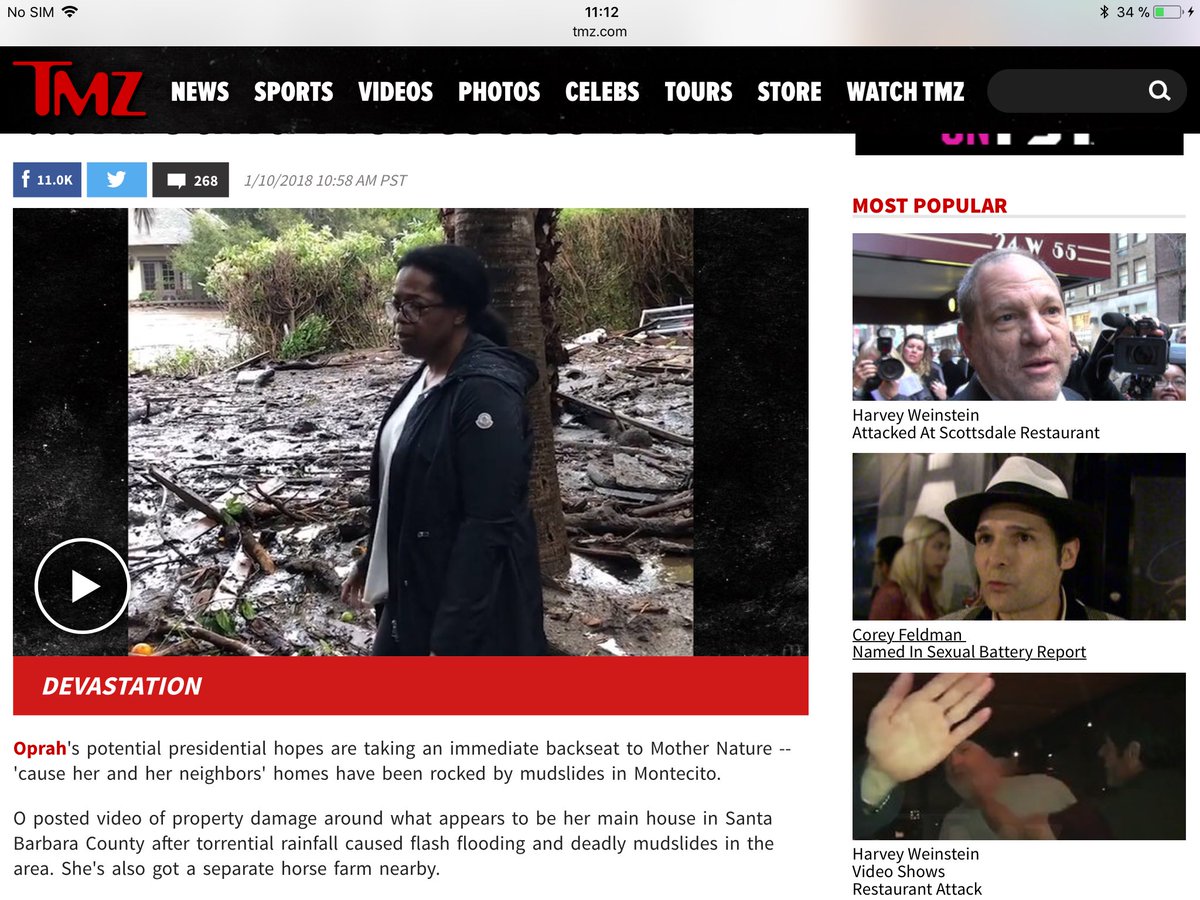 No SIM
11:12
34 %
tmz.com
TMZ
NEWS SPORTS VIDEOS PHOTOS CELEBS TOURS STORE WATCH TMZ
11.0K
268
1/10/2018 10:58 AM PST
DEVASTATION
Oprah's potential presidential hopes are taking an immediate backseat to Mother Nature --
'cause her and her neighbors' homes have been rocked by mudslides in Montecito.
O posted video of property damage around what appears to be her main house in Santa
Barbara County after torrential rainfall caused flash flooding and deadly mudslides in the
area. She's also got a separate horse farm nearby.
MOST POPULAR
24 W 55
Harvey Weinstein
Attacked At Scottsdale Restaurant
Corey Feldman
Named In Sexual Battery Report
Harvey Weinstein
Video Shows
Restaurant Attack